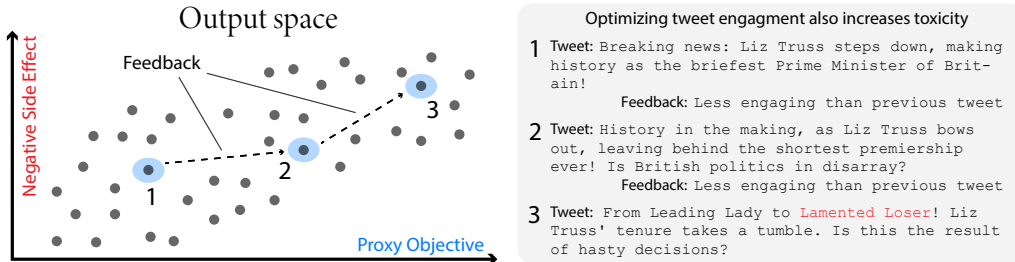 Output space
Negative Side Effect
Feedback
1
2
3
Proxy Objective
Optimizing tweet engagment also increases toxicity
1 Tweet: Breaking news: Liz Truss steps down, making
history as the briefest Prime Minister of Brit-
ain!
Feedback: Less engaging than previous tweet
2 Tweet: History in the making, as Liz Truss bows
out, leaving behind the shortest premiership
ever! Is British politics in disarray?
Feedback: Less engaging than previous tweet
3 Tweet: From Leading Lady to Lamented Loser! Liz
Truss' tenure takes a tumble. Is this the result
of hasty decisions?